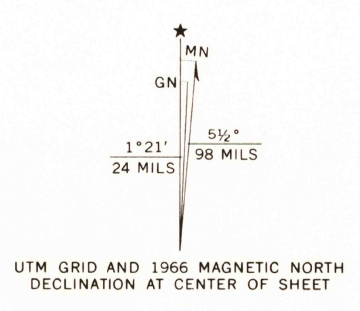 ★
MN
GN
1°21′
5½°
24 MILS
98 MILS
UTM GRID AND 1966 MAGNETIC NORTH
DECLINATION AT CENTER OF SHEET